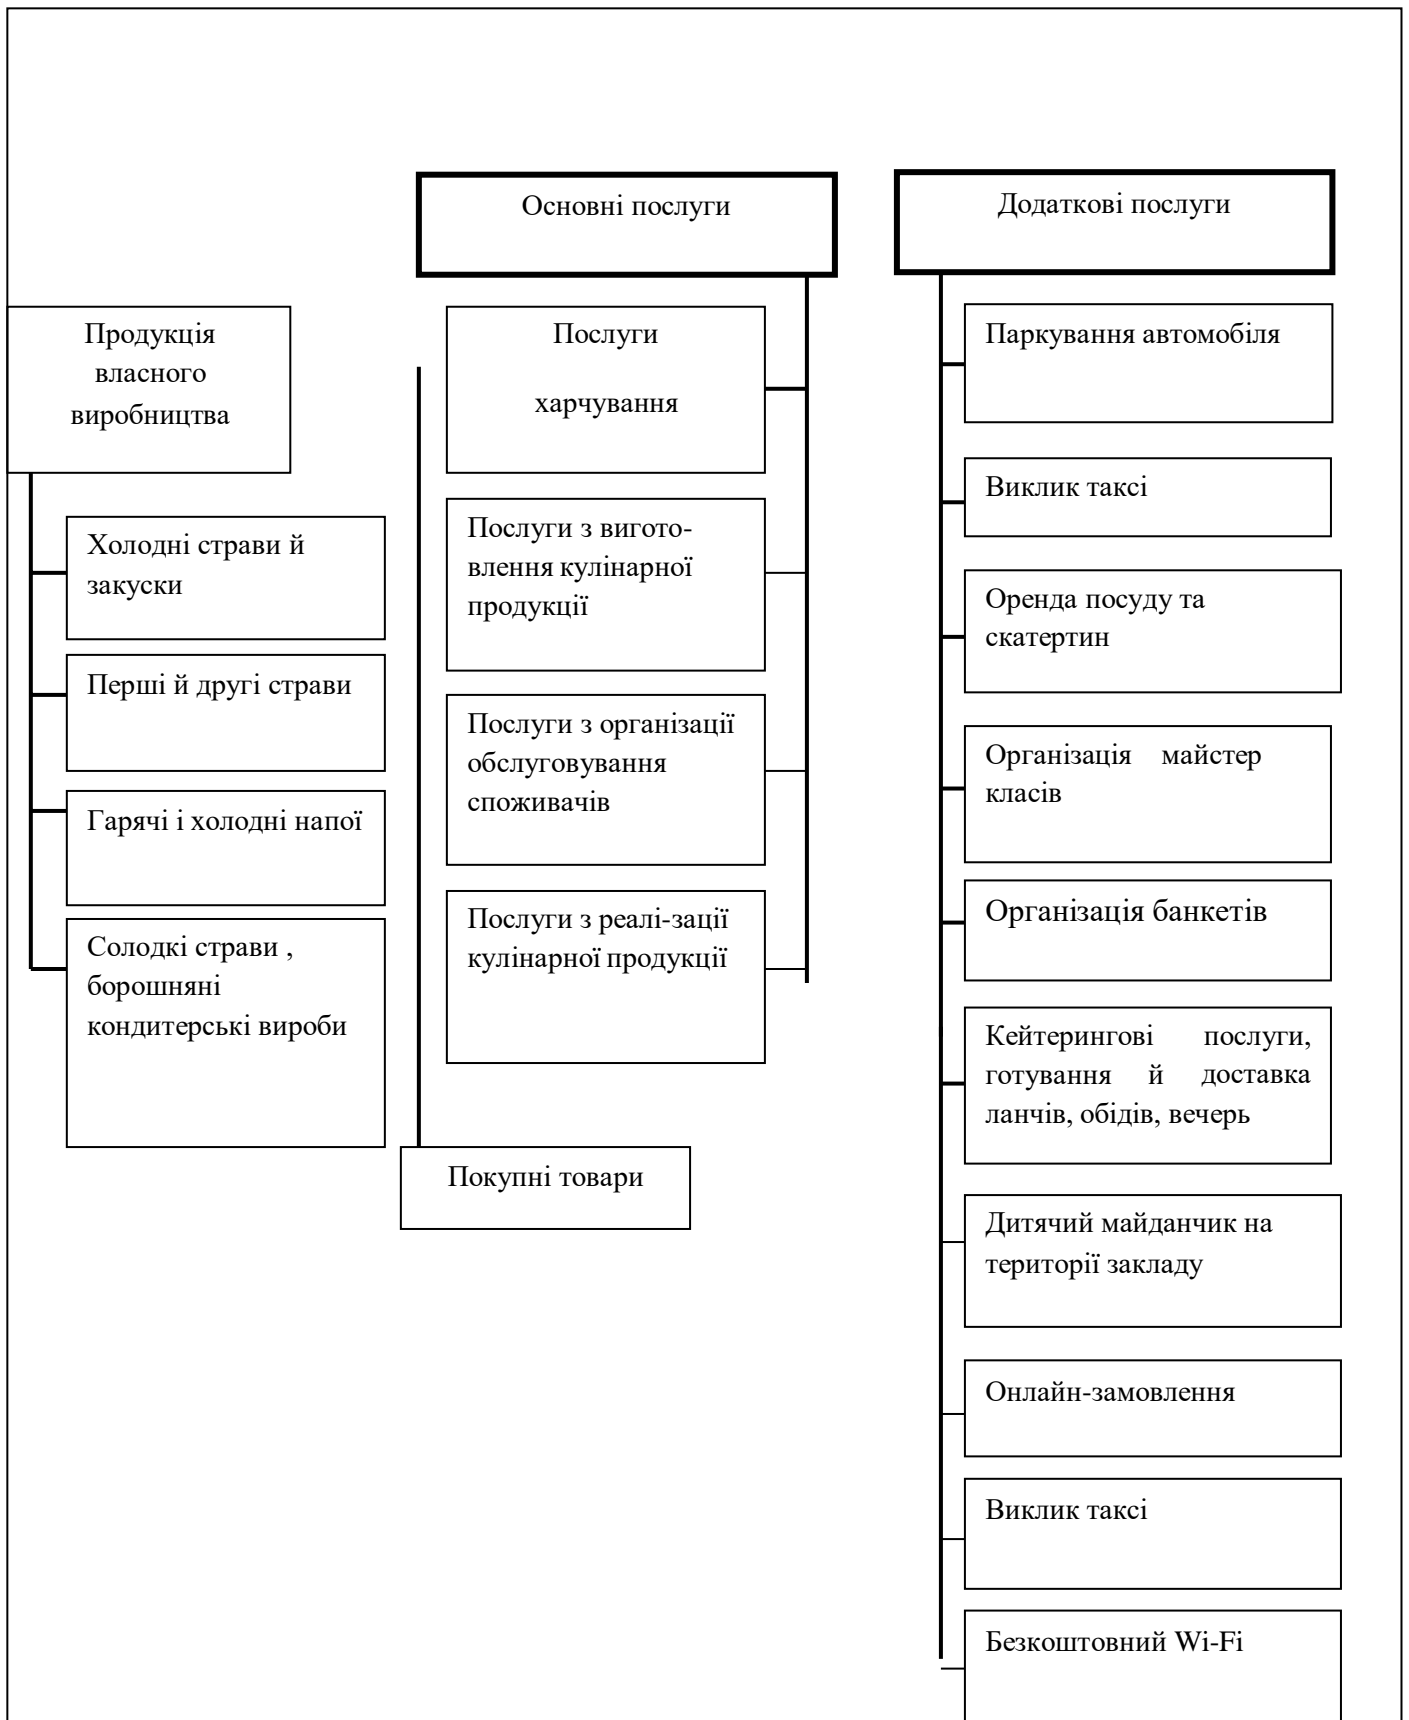 Основні послуги
Додаткові послуги
Продукція
власного
виробництва
Холодні страви й
закуски
Перші й другі страви
Гарячі і холодні напої
Солодкі страви ,
борошняні
кондитерські вироби
Послуги
харчування
Послуги з вигото-
влення кулінарної
продукції
Послуги з організації
обслуговування
споживачів
Послуги з реалі-зації
кулінарної продукції
Покупні товари
Паркування автомобіля
Виклик таксі
Оренда посуду та
скатертин
Організація майстер
класів
Організація банкетів
Кейтерингові послуги,
готування й доставка
ланчів, обідів, вечерь
Дитячий майданчик на
території закладу
Онлайн-замовлення
Виклик таксі
Безкоштовний Wi-Fi